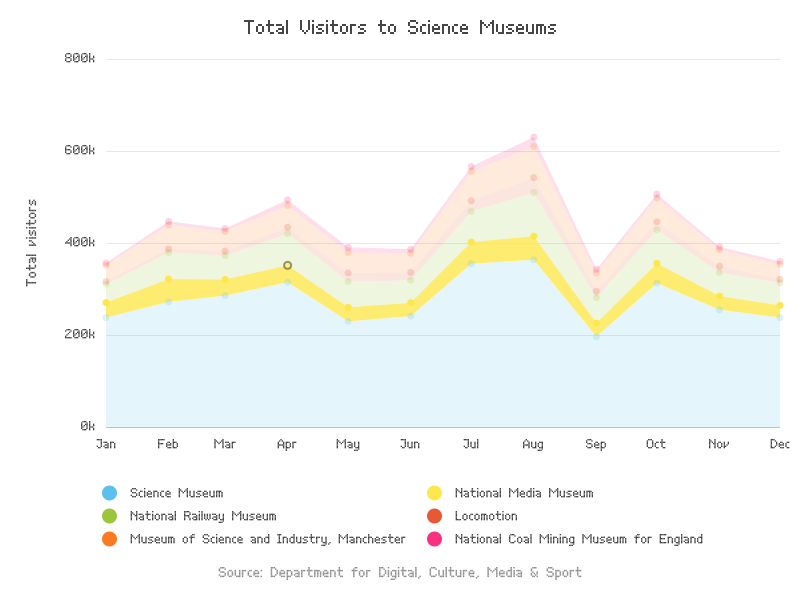 Total Visitors to Science Museums
800k
600k
400k
200k
0k
Total visitors
Jan Feb Mar Apr May Jun Jul Aug Sep Oct Nov Dec
Science Museum
National Media Museum
National Railway Museum
Locomotion
Museum of Science and Industry, Manchester
National Coal Mining Museum for England
Source: Department for Digital, Culture, Media & Sport